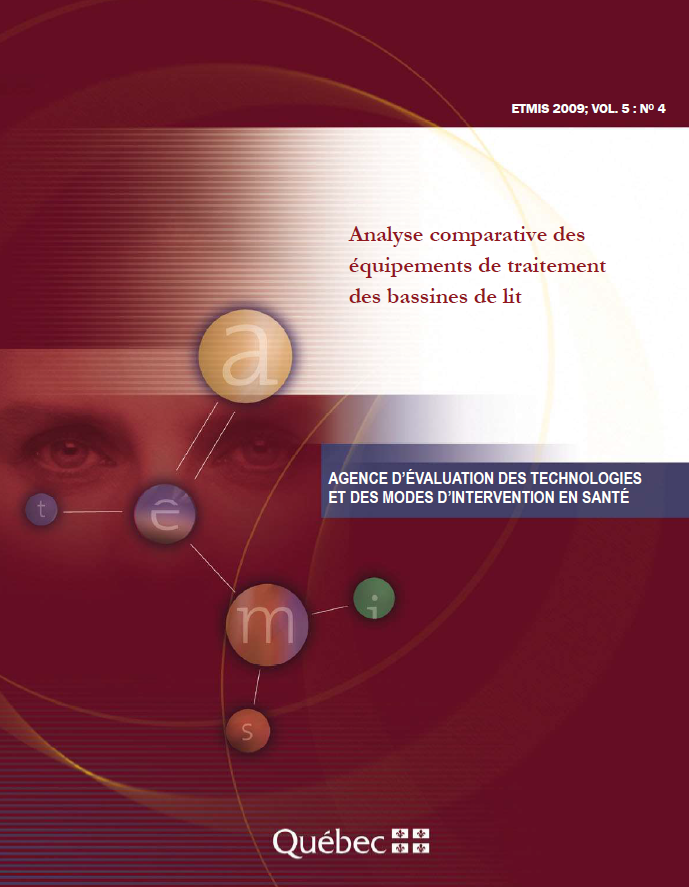 ETMIS 2009; VOL. 5 : Nº 4
Analyse comparative des
équipements de traitement
des bassines de lit
a
AGENCE D'ÉVALUATION DES TECHNOLOGIES
ET DES MODES D'INTERVENTION EN SANTÉ
t
é
m
i
s
Québec